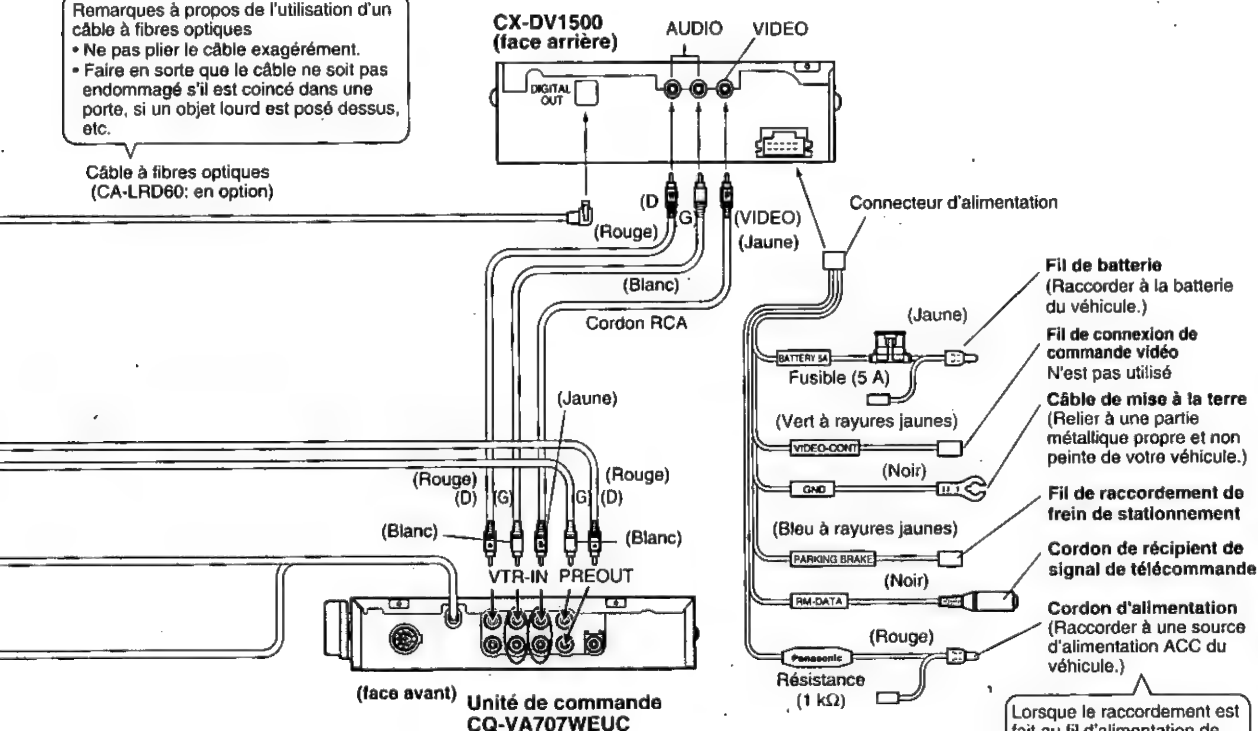 Remarques à propos de l'utilisation d'un
câble à fibres optiques
• Ne pas plier le câble exagérément.
• Faire en sorte que le câble ne soit pas
endommagé s'il est coincé dans une
porte, si un objet lourd est posé dessus,
etc.
Câble à fibres optiques
(CA-LRD60: en option)
CX-DV1500
(face arrière)
AUDIO
VIDEO
DIGITAL
OUT
(D
G)
(VIDEO)
(Rouge)
(Jaune)
(Blanc)
Cordon RCA
Connecteur d'alimentation
(Jaune)
BATTERY 5A
Fusible (5 A)
Fil de batterie
(Raccorder à la batterie
du véhicule.)
Fil de connexion de
commande vidéo
N'est pas utilisé
(Vert à rayures jaunes)
VIDEO-CONT
Câble de mise à la terre
(Relier à une partie
métallique propre et non
peinte de votre véhicule.)
(Noir)
GND
Fil de raccordement de
frein de stationnement
(Bleu à rayures jaunes)
PARKING BRAKE
Cordon de récipient de
signal de télécommande
(Noir)
RM-DATA
Cordon d'alimentation
(Raccorder à une source
d'alimentation ACC du
véhicule.)
(Rouge)
Panasonic
Résistance
(1 kΩ)
Lorsque le raccordement est
fait au fil d'alimentation de
(Jaune)
(Rouge)
(D)
(G)
(G)
(D)
(Rouge)
(Blanc)
(Blanc)
VTR-IN
PREOUT
(face avant)
Unité de commande
CQ-VA707WEUC